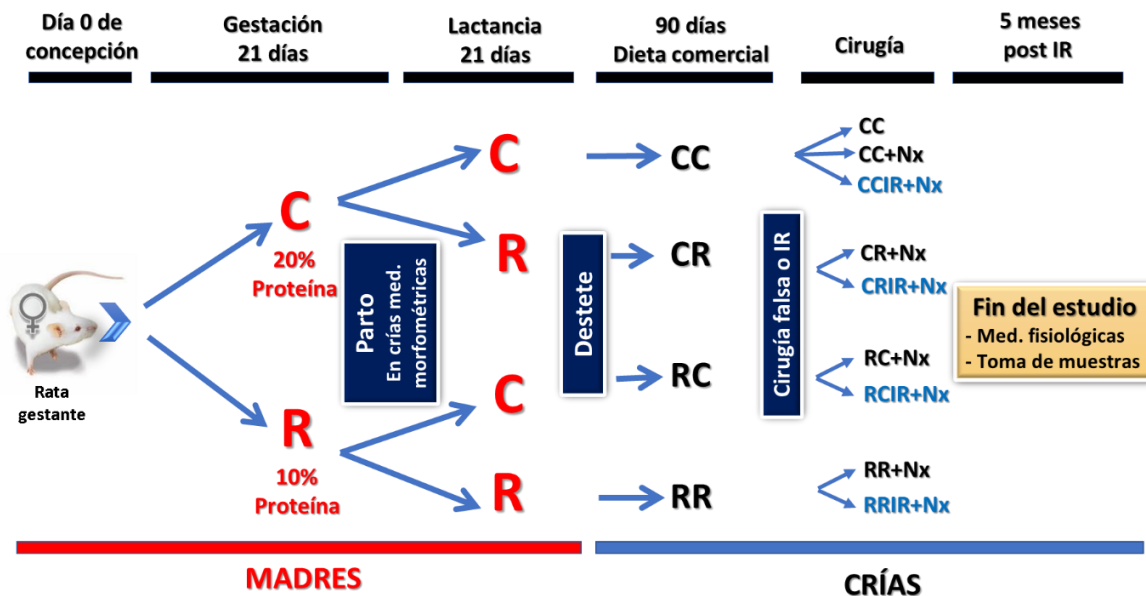 Día 0 de
concepción
Gestación
21 días
Lactancia
21 días
90 días
Dieta comercial
Cirugía
5 meses
post IR
Rata
gestante
C
20%
Proteína
R
10%
Proteína
Parto
En crías med.
morfométricas
C
R
C
R
Destete
CC
CR
RC
RR
Cirugía falsa o IR
CC
CC+Nx
CCIR+Nx
CR+Nx
CRIR+Nx
RC+Nx
RCIR+Nx
RR+Nx
RRIR+Nx
Fin del estudio
- Med. fisiológicas
- Toma de muestras
MADRES
CRÍAS